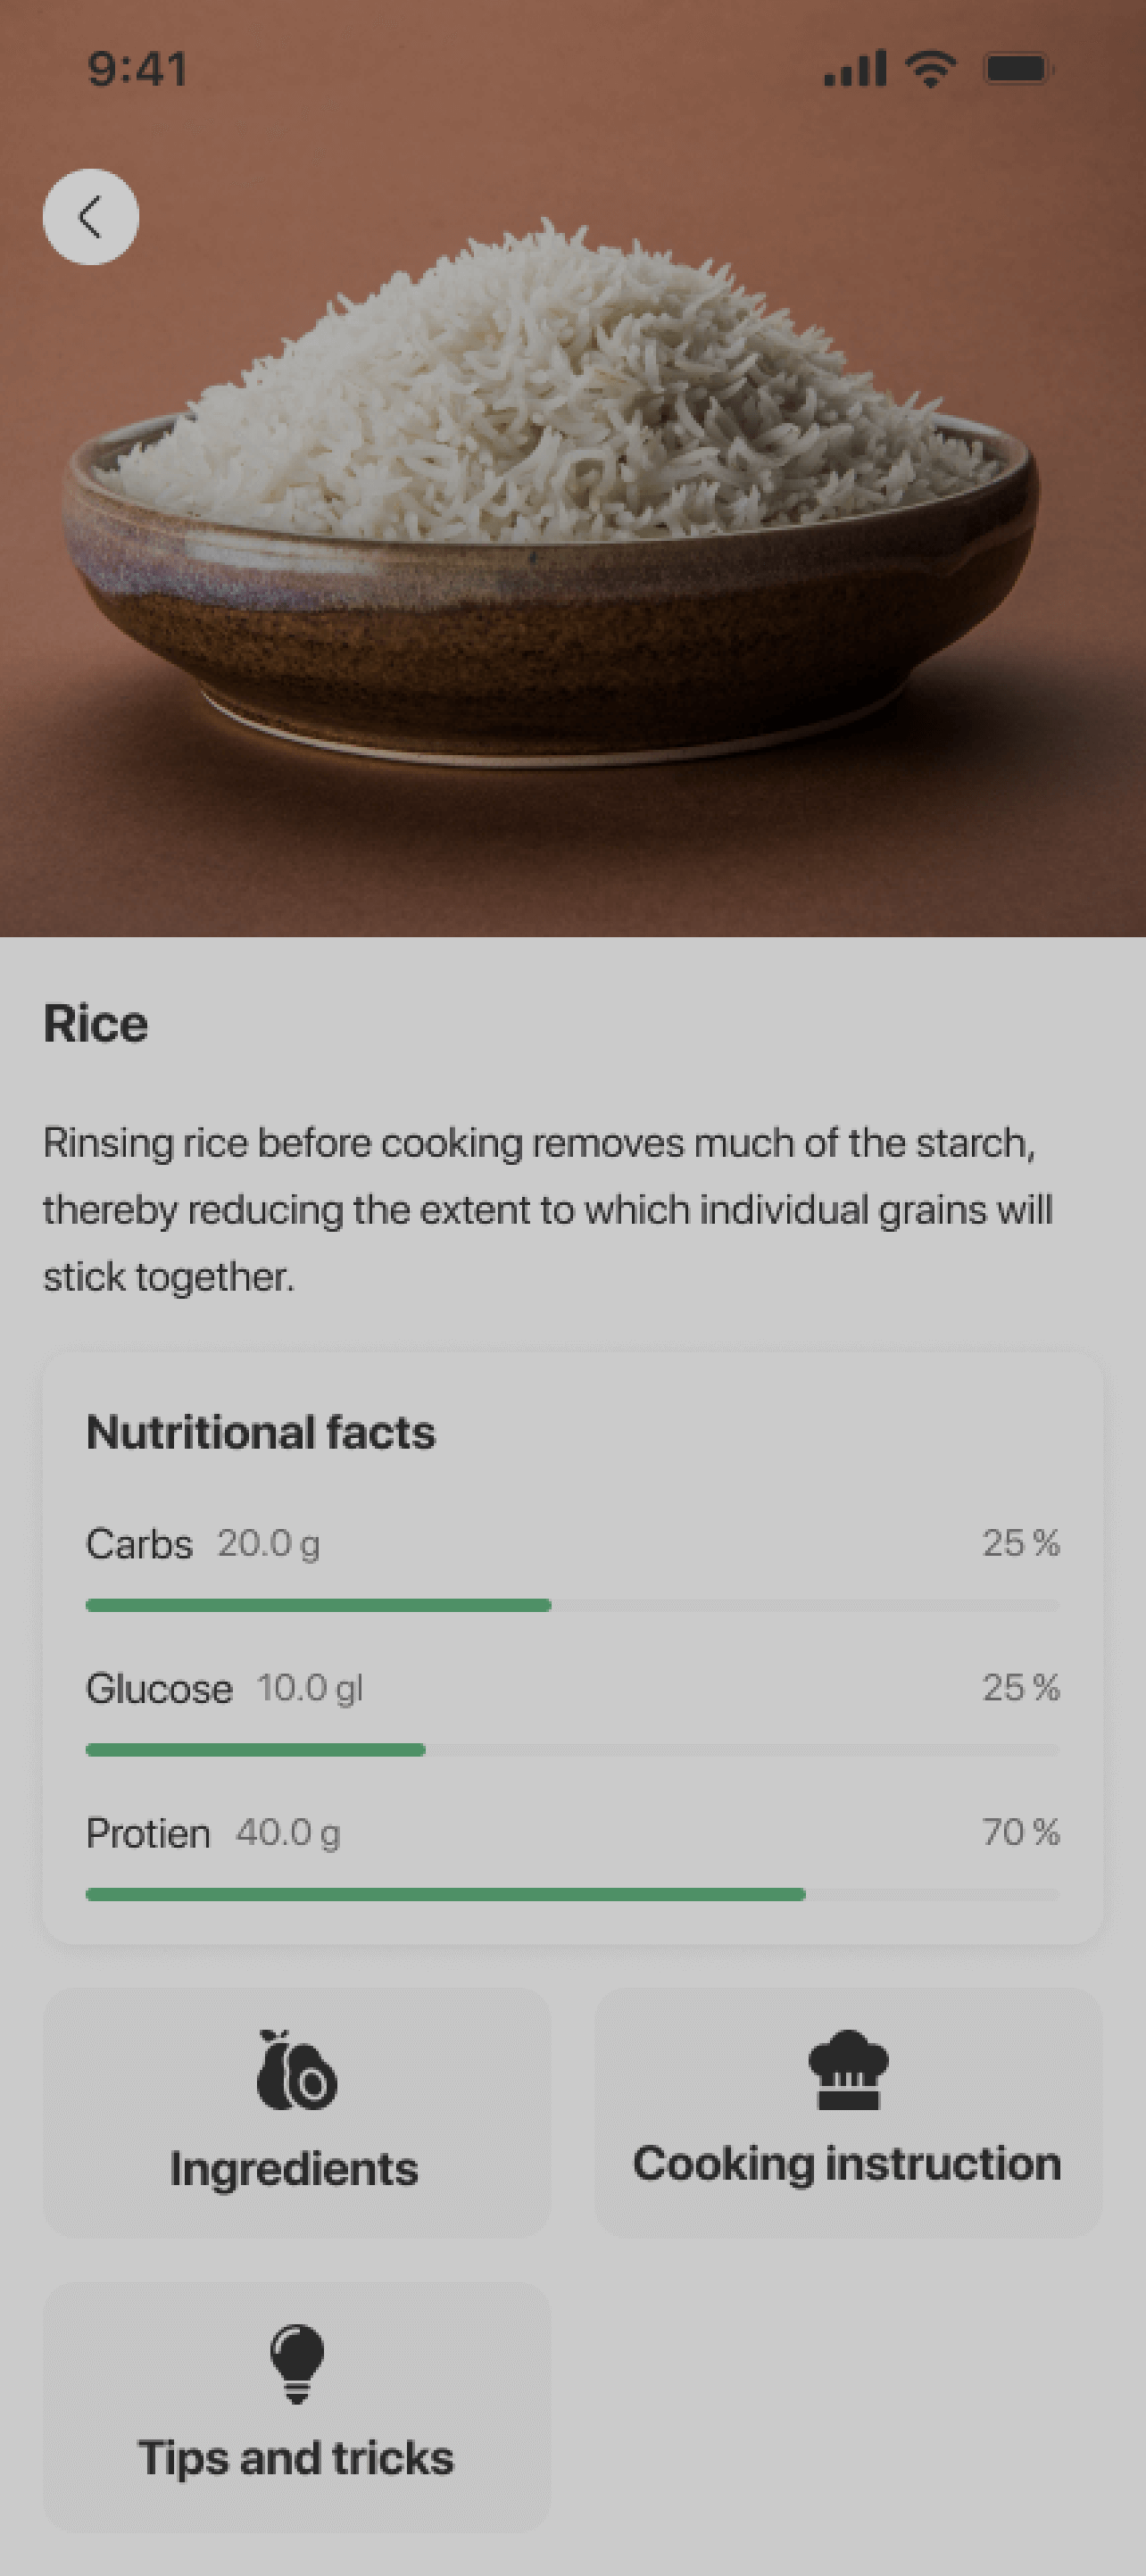 9:41
Rice
Rinsing rice before cooking removes much of the starch,
thereby reducing the extent to which individual grains will
stick together.
Nutritional facts
Carbs 20.0 g 25 %
Glucose 10.0 gl 25 %
Protien 40.0 g 70 %
Ingredients
Cooking instruction
Tips and tricks